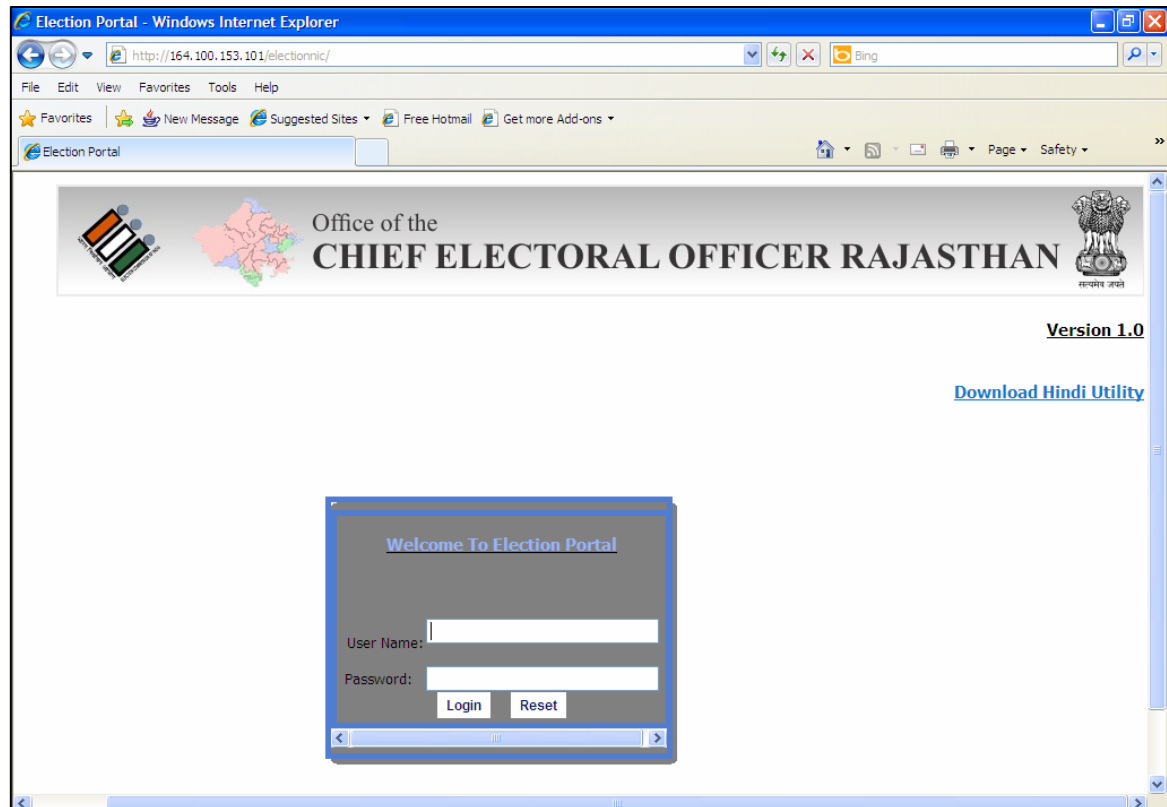 Election Portal - Windows Internet Explorer
http://164.100.153.101/electionnic/
Bing
File Edit View Favorites Tools Help
Favorites New Message Suggested Sites Free Hotmail Get more Add-ons
Election Portal
Page Safety »
Office of the
CHIEF ELECTORAL OFFICER RAJASTHAN
सत्यमेव जयते
Version 1.0
Download Hindi Utility
Welcome To Election Portal
User Name:
Password:
Login Reset